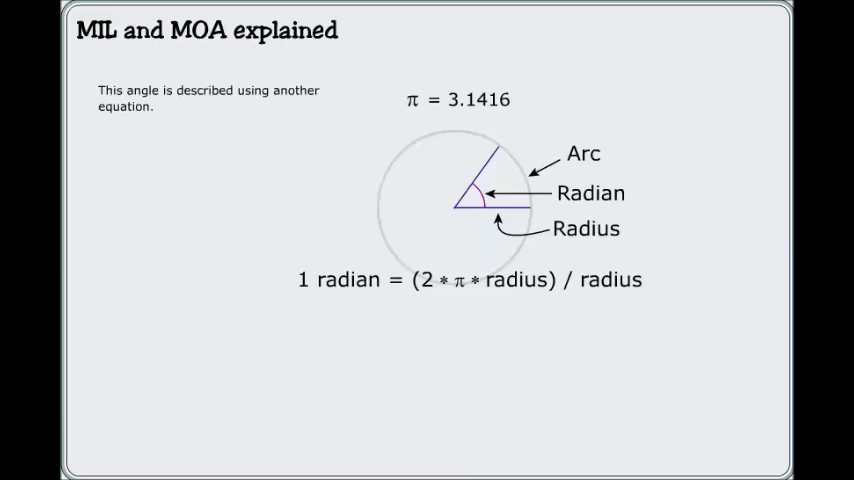 MIL and MOA explained
This angle is described using another
equation.
π = 3.1416
Arc
Radian
Radius
1 radian = (2 * π * radius) / radius